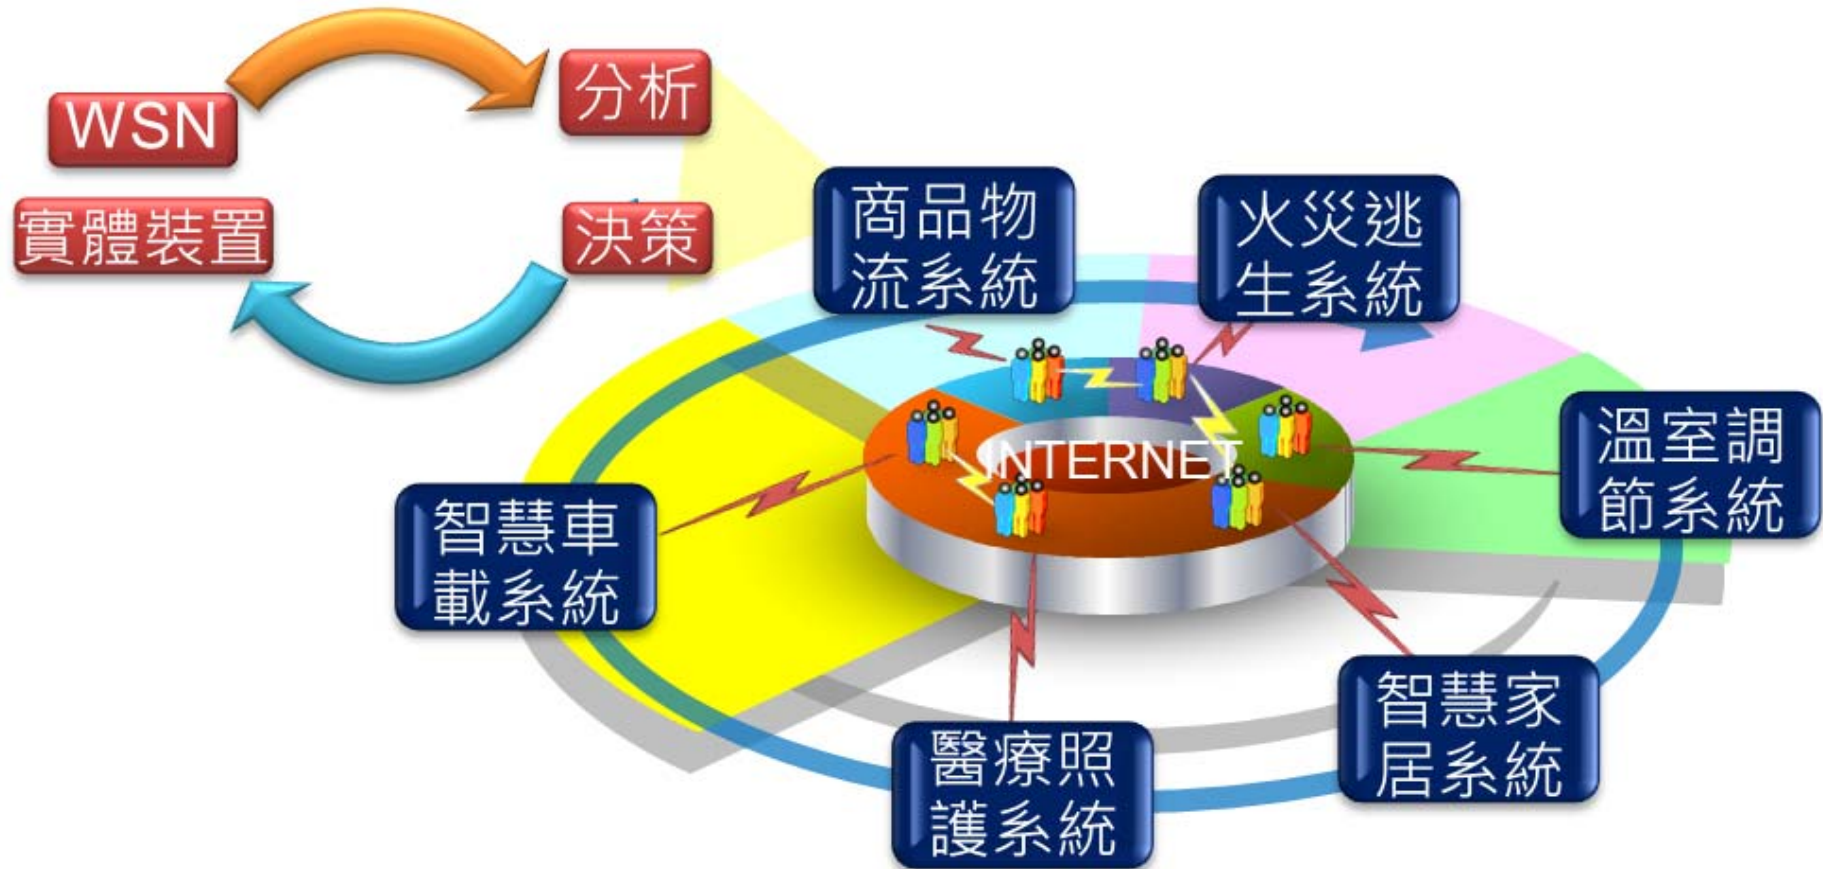 WSN
分析
實體裝置
決策
商品物
流系統
火災逃
生系統
INTERNET
溫室調
節系統
智慧車
載系統
智慧家
居系統
醫療照
護系統